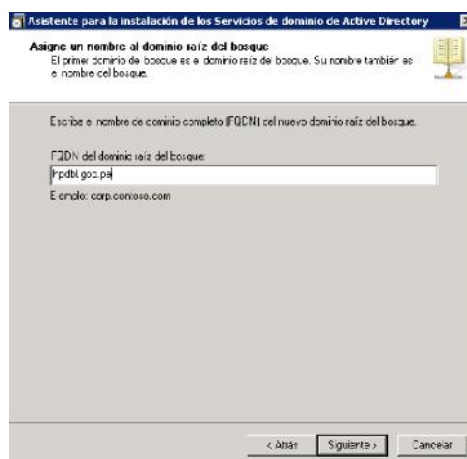 Asistente para la instalación de los Servicios de dominio de Active Directory
Asigne un nombre al dominio raíz del bosque
El primer dominio de bosque es el dominio raíz del bosque. Su nombre también es
el nombre del bosque.
Escriba el nombre de dominio completo (FQDN) del nuevo dominio raíz del bosque.
FQDN del dominio raíz del bosque:
Ejemplo: corp.contoso.com
< Atrás
Siguiente >
Cancelar